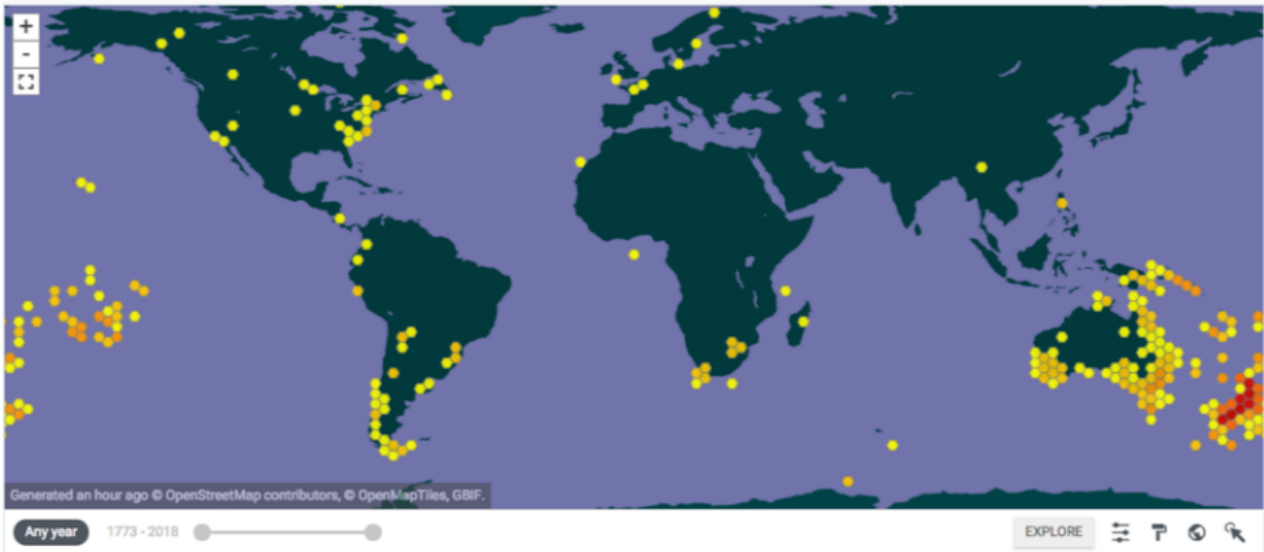 +
-
Generated an hour ago © OpenStreetMap contributors, © OpenMapTiles, GBIF.
Any year 1773 - 2018 EXPLORE